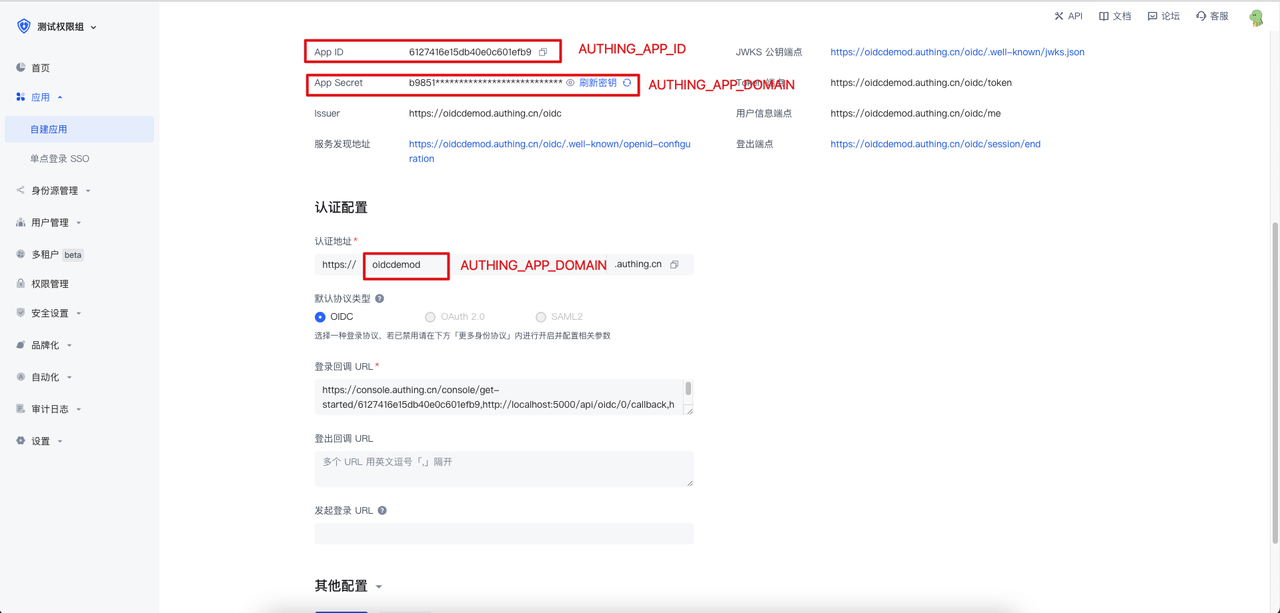 测试权限组
API
文档
论坛
客服
首页
应用
自建应用
单点登录 SSO
身份源管理
用户管理
多租户 beta
权限管理
安全设置
品牌化
自动化
审计日志
设置
App ID 6127416e15db40e0c601efb9 AUTHING_APP_ID
JWKS 公钥端点 https://oidcdemod.authing.cn/oidc/.well-known/jwks.json
App Secret b9851**************************** 刷新密钥 AUTHING_APP_DOMAIN
https://oidcdemod.authing.cn/oidc/token
Issuer https://oidcdemod.authing.cn/oidc
用户信息端点 https://oidcdemod.authing.cn/oidc/me
服务发现地址 https://oidcdemod.authing.cn/oidc/.well-known/openid-configu
ration
登出端点 https://oidcdemod.authing.cn/oidc/session/end
认证配置
认证地址*
https:// oidcdemod AUTHING_APP_DOMAIN .authing.cn
默认协议类型
OIDC OAuth 2.0 SAML2
选择一种登录协议，若已禁用请在下方「更多身份协议」内进行开启并配置相关参数
登录回调 URL*
https://console.authing.cn/console/get-
started/6127416e15db40e0c601efb9,http://localhost:5000/api/oidc/0/callback,h
登出回调 URL
多个 URL 用英文逗号「,」隔开
发起登录 URL
其他配置